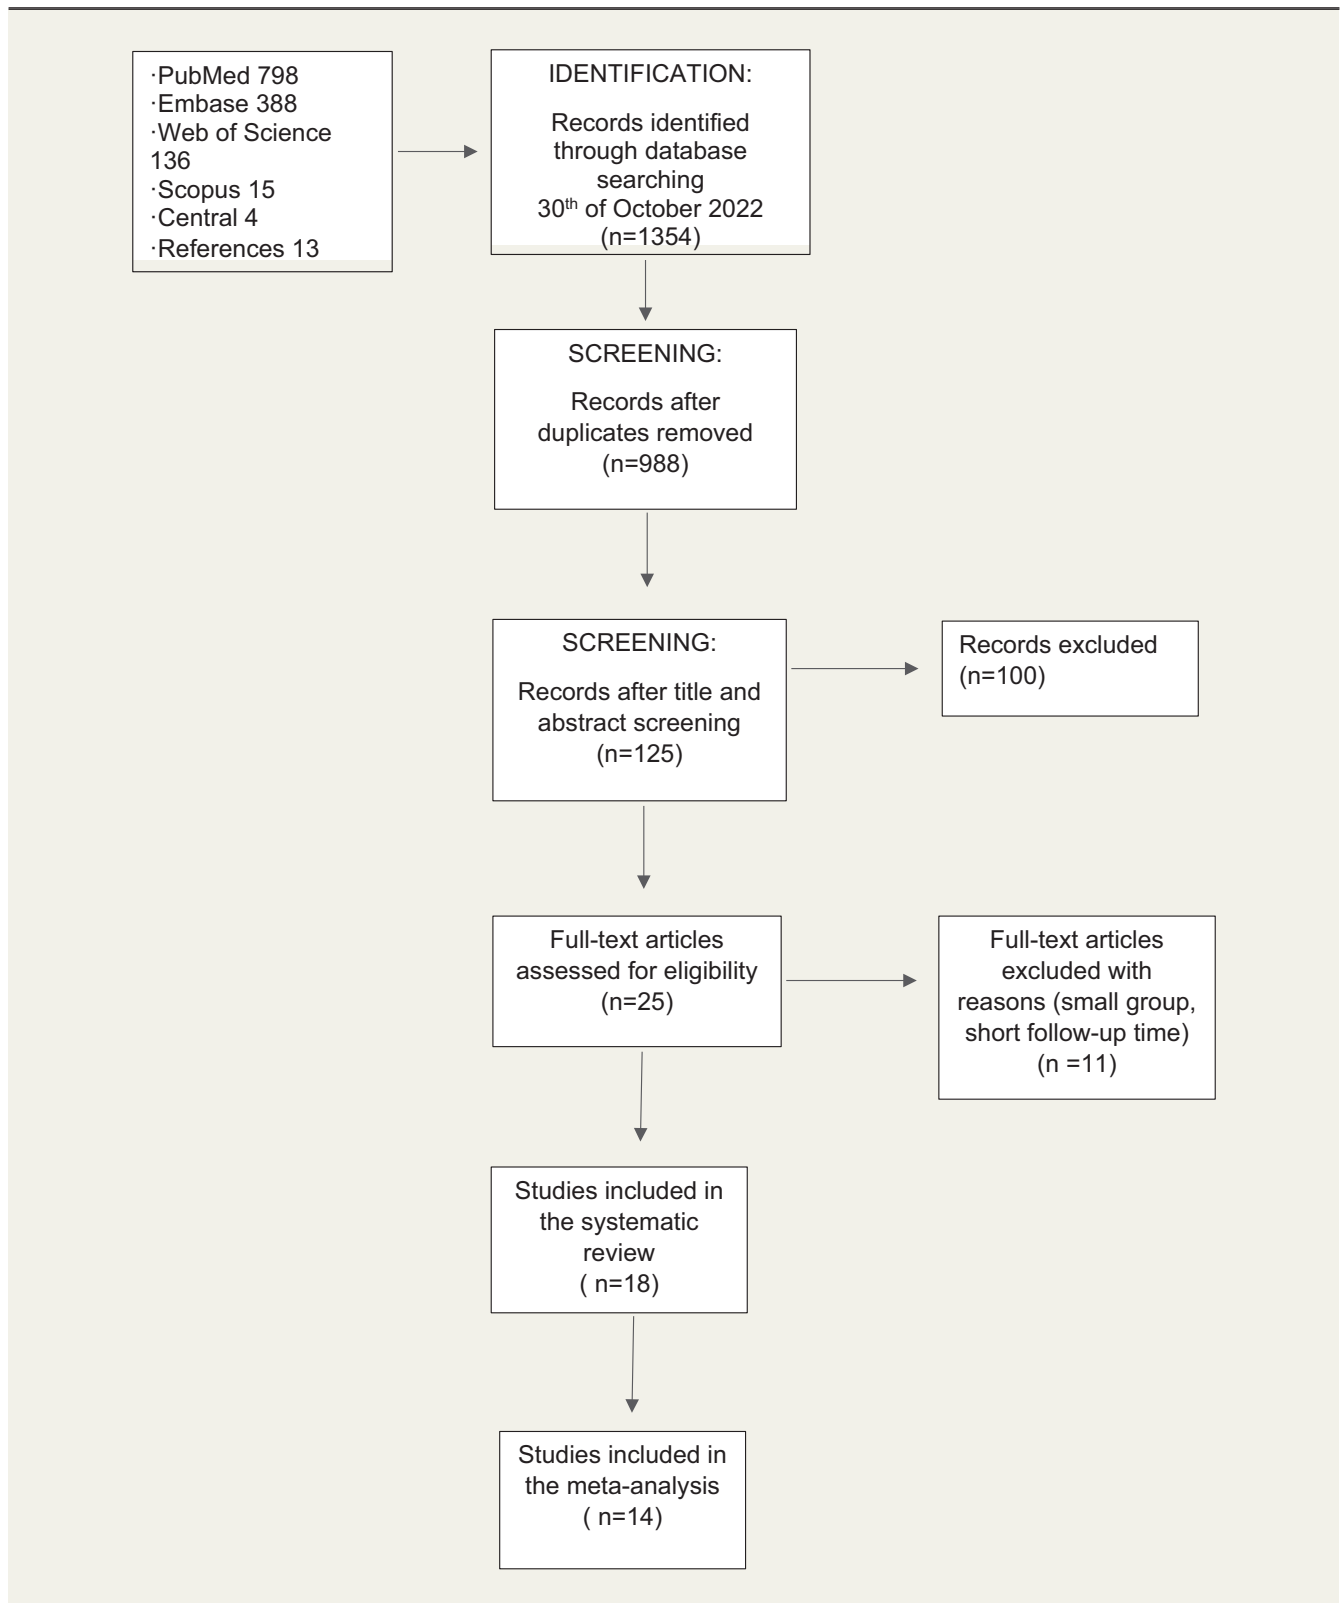 ·PubMed 798
·Embase 388
·Web of Science
136
·Scopus 15
·Central 4
·References 13
IDENTIFICATION:
Records identified
through database
searching
30th of October 2022
(n=1354)
SCREENING:
Records after
duplicates removed
(n=988)
SCREENING:
Records after title and
abstract screening
(n=125)
Records excluded
(n=100)
Full-text articles
assessed for eligibility
(n=25)
Full-text articles
excluded with
reasons (small group,
short follow-up time)
(n =11)
Studies included in
the systematic
review
( n=18)
Studies included in
the meta-analysis
( n=14)